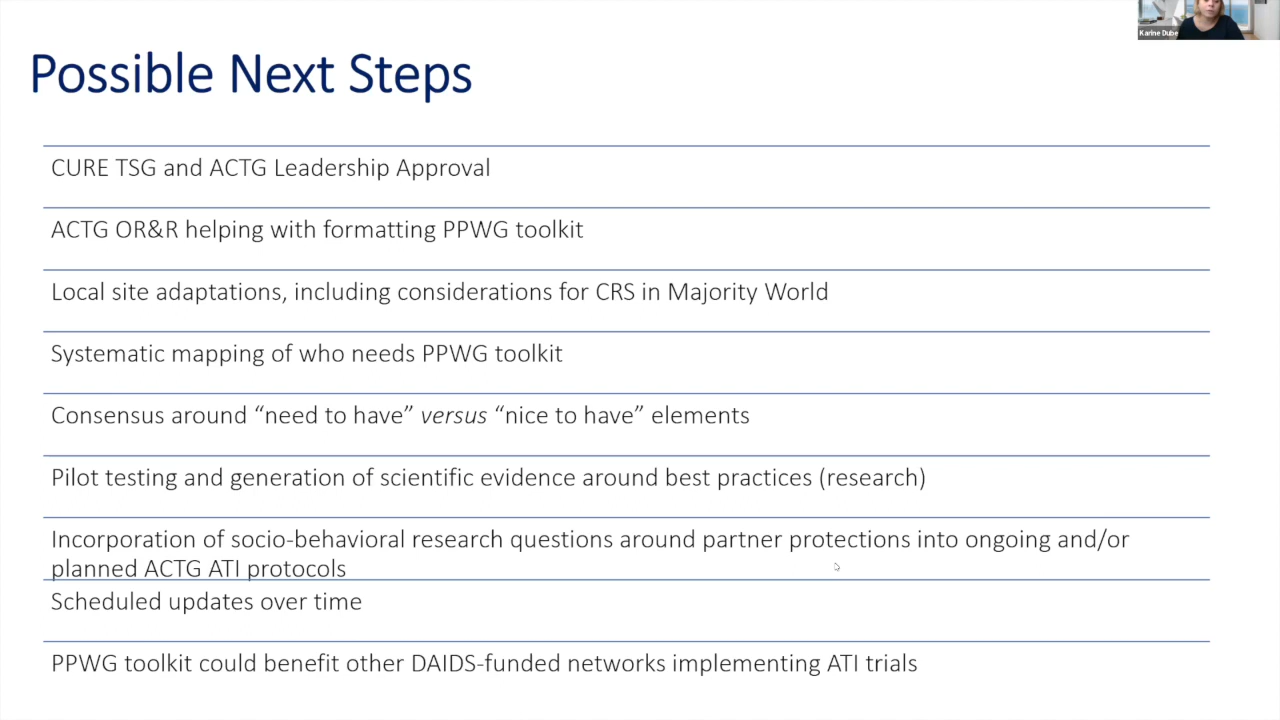 Karine Dube
Possible Next Steps
CURE TSG and ACTG Leadership Approval
ACTG OR&R helping with formatting PPWG toolkit
Local site adaptations, including considerations for CRS in Majority World
Systematic mapping of who needs PPWG toolkit
Consensus around “need to have” versus “nice to have” elements
Pilot testing and generation of scientific evidence around best practices (research)
Incorporation of socio-behavioral research questions around partner protections into ongoing and/or
planned ACTG ATI protocols
Scheduled updates over time
PPWG toolkit could benefit other DAIDS-funded networks implementing ATI trials